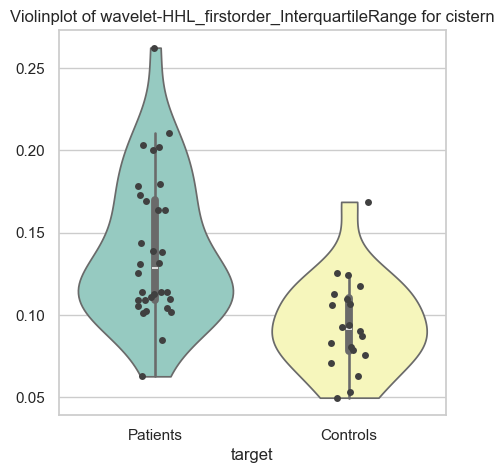 Violinplot of wavelet-HHL_firstorder_InterquartileRange for cistern
0.25
0.20
0.15
0.10
0.05
Patients
Controls
target